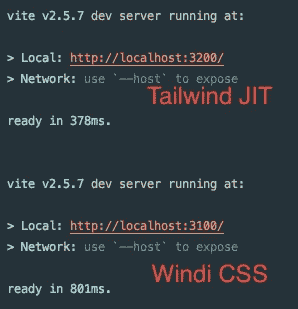 vite v2.5.7 dev server running at:
> Local: http://localhost:3200/
> Network: use `--host` to expose
Tailwind JIT
ready in 378ms.
vite v2.5.7 dev server running at:
> Local: http://localhost:3100/
> Network: use `--host` to expose
Windi CSS
ready in 801ms.